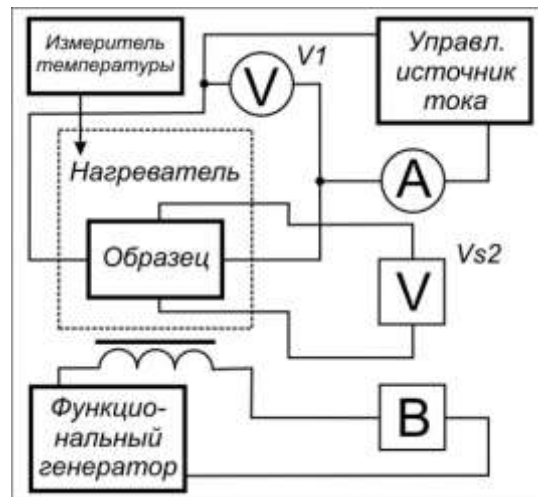 Измеритель
температуры
V1
V
Управл.
источник
тока
Нагреватель
A
Образец
Vs2
V
Функцио-
нальный
генератор
B